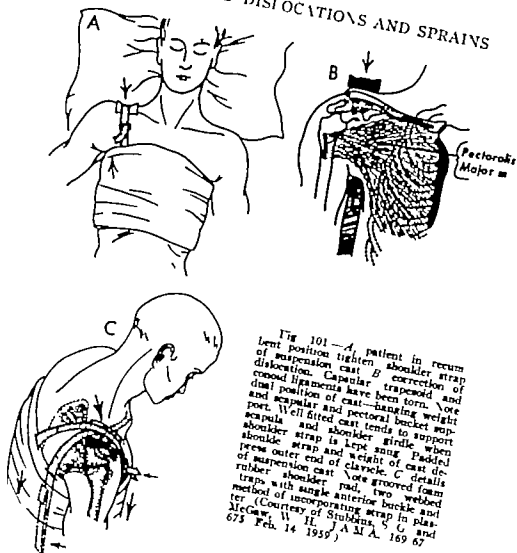 DISLOCATIONS AND SPRAINS
A
B
Pectoralis
Major m
C
Fig 101—A, patient in recum
bent position tighten shoulder strap
of suspension cast B correction of
dislocation. Capsular trapezoid and
conoid ligaments have been torn. Note
dual position of cast—hanging weight
and scapular and pectoral bucket sup-
port. Well fitted cast tends to support
scapula and shoulder girdle when
shoulder strap is kept snug Padded
shoulde strap and weight of cast de-
press outer end of clavicle. C details
of suspension cast Note grooved foam
rubber shoulder pad, two webbed
traps with single anterior buckle and
method of incorporating strap in plas-
ter (Courtesy of Stubbins, S G and
McGaw, W H, J A M A. 169 67
675 Feb. 14 1959)